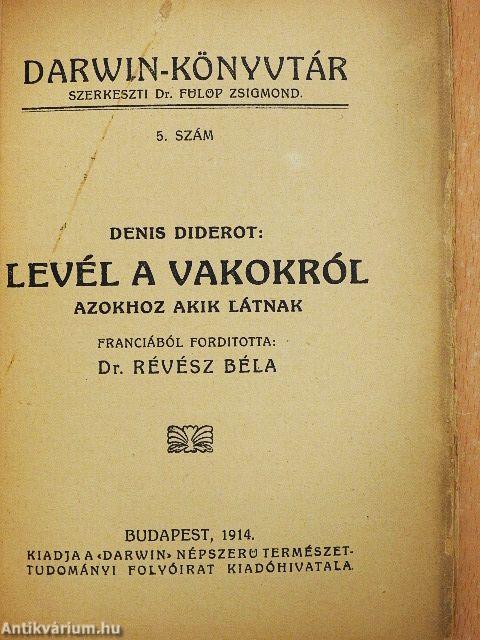 DARWIN-KÖNYVTÁR
SZERKESZTI Dr. FÜLÖP ZSIGMOND.
5. SZÁM
DENIS DIDEROT:
LEVÉL A VAKOKRÓL
AZOKHOZ AKIK LÁTNAK
FRANCIÁBÓL FORDITOTTA:
Dr. RÉVÉSZ BÉLA
BUDAPEST, 1914.
KIADJA A «DARWIN» NÉPSZERŰ TERMÉSZET-
TUDOMÁNYI FOLYÓIRAT KIADÓHIVATALA.
Antikvárium.hu